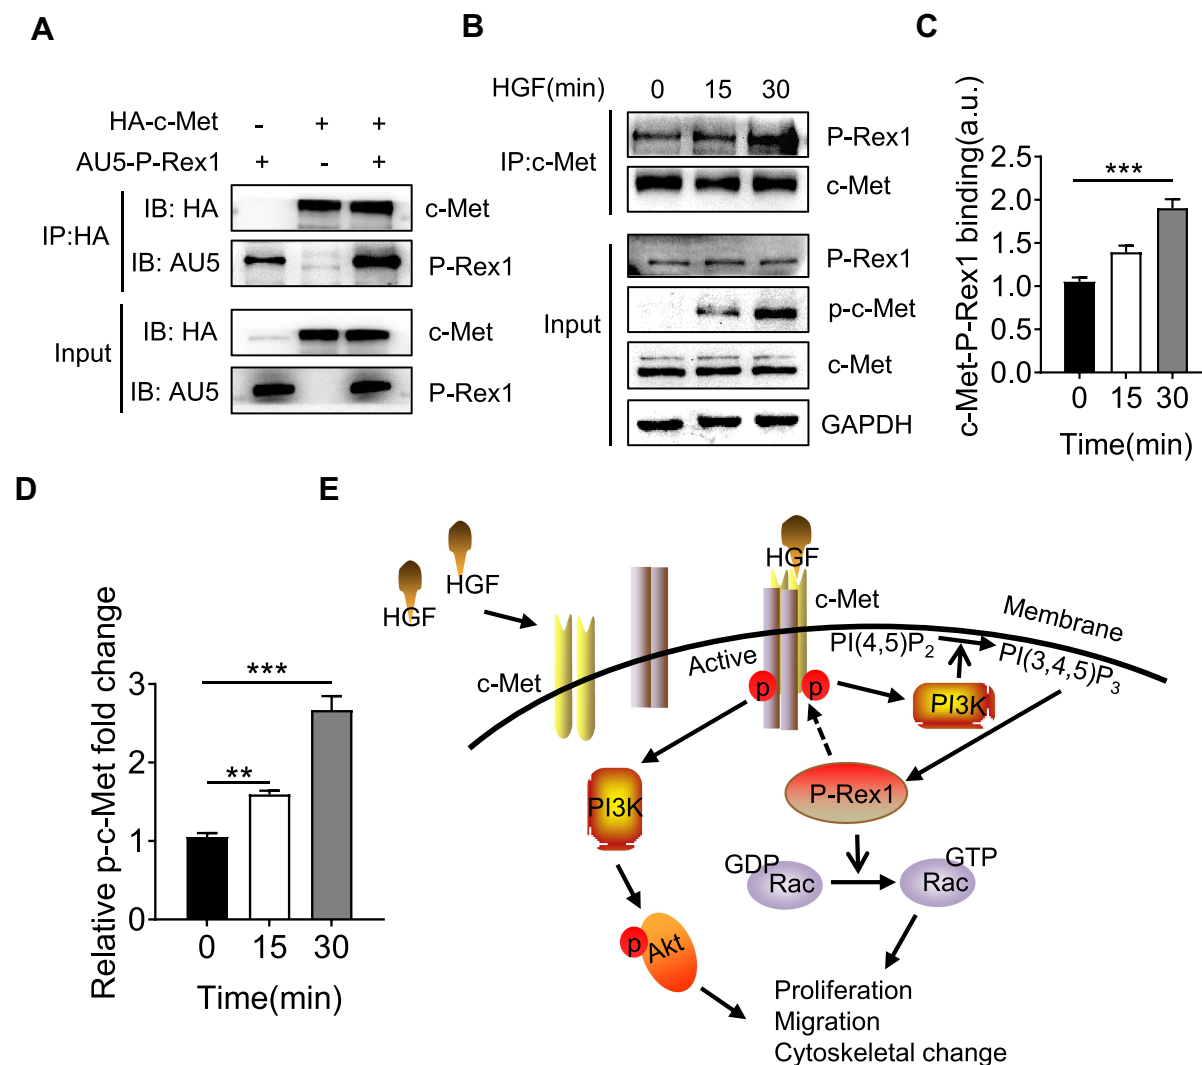 A
HA-c-Met - + +
AU5-P-Rex1 + - +
IP:HA
IB: HA
c-Met
IB: AU5
P-Rex1
Input
IB: HA
c-Met
IB: AU5
P-Rex1
B
HGF(min) 0 15 30
IP:c-Met
P-Rex1
c-Met
Input
P-Rex1
p-c-Met
c-Met
GAPDH
C
c-Met-P-Rex1 binding(a.u.)
2.5
2.0
1.5
1.0
0.5
0.0
***
0 15 30
Time(min)
D
Relative p-c-Met fold change
3
2
1
0
***
**
0 15 30
Time(min)
E
HGF
HGF
HGF
c-Met
c-Met
Active
Membrane
PI(4,5)P2
PI(3,4,5)P3
p
p
PI3K
PI3K
P-Rex1
GDP
Rac
GTP
Rac
p
Akt
Proliferation
Migration
Cytoskeletal change